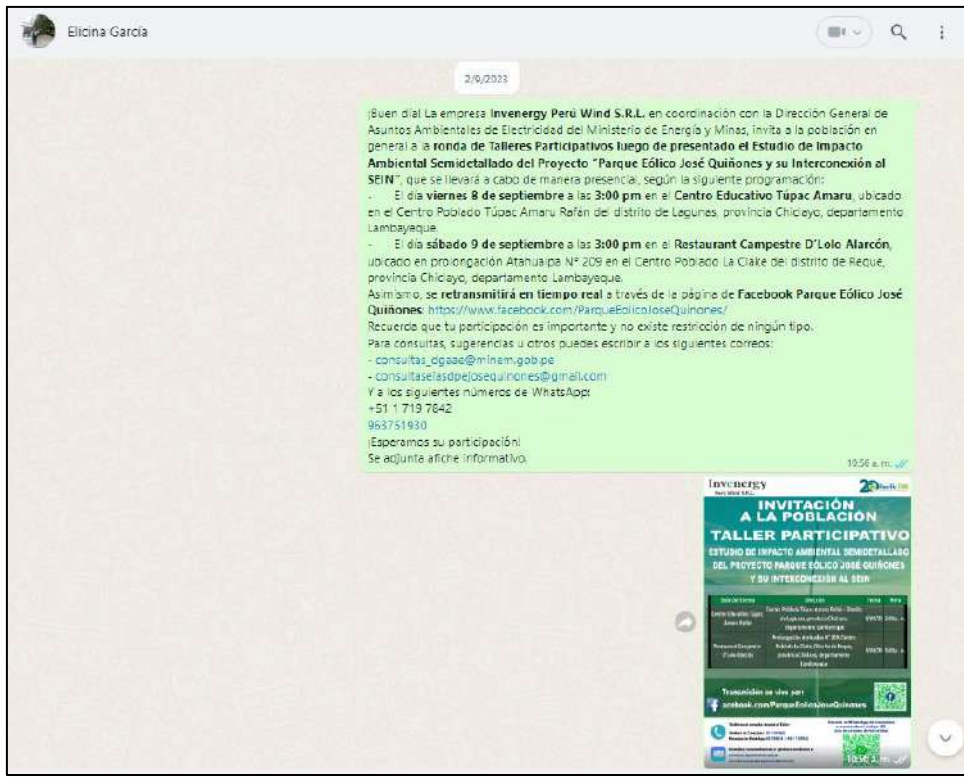 Elicina García
2/9/2023
¡Buen día! La empresa Invenergy Perú Wind S.R.L. en coordinación con la Dirección General de
Asuntos Ambientales de Electricidad del Ministerio de Energía y Minas, invita a la población en
general a la ronda de Talleres Participativos luego de presentado el Estudio de Impacto
Ambiental Semidetallado del Proyecto "Parque Eólico José Quiñones y su Interconexión al
SEIN", que se llevará a cabo de manera presencial, según la siguiente programación:
- El día viernes 8 de septiembre a las 3:00 pm en el Centro Educativo Túpac Amaru, ubicado
en el Centro Poblado Túpac Amaru Rafán del distrito de Lagunas, provincia Chiclayo, departamento
Lambayeque.
- El día sábado 9 de septiembre a las 3:00 pm en el Restaurant Campestre D'Lolo Alarcón,
ubicado en prolongación Atahualpa N° 209 en el Centro Poblado La Clake del distrito de Reque,
provincia Chiclayo, departamento Lambayeque.
Asimismo, se retransmitirá en tiempo real a través de la página de Facebook Parque Eólico José
Quiñones: https://www.facebook.com/ParqueEolicoJoseQuinones/
Recuerda que tu participación es importante y no existe restricción de ningún tipo.
Para consultas, sugerencias u otros puedes escribir a los siguientes correos:
- consultas_dgaae@minem.gob.pe
- consultaseiasdpejosequinones@gmail.com
Y a los siguientes números de WhatsApp:
+51 1 719 7842
963751930
¡Esperamos su participación!
Se adjunta afiche informativo.
10:56 a. m.
Invenergy
INVITACIÓN
A LA POBLACIÓN
TALLER PARTICIPATIVO
ESTUDIO DE IMPACTO AMBIENTAL SEMIDETALLADO
DEL PROYECTO PARQUE EÓLICO JOSÉ QUIÑONES
Y SU INTERCONEXIÓN AL SEIN
Transmisión en vivo por:
facebook.com/ParqueEolicoJoseQuinones
10:56 a. m.